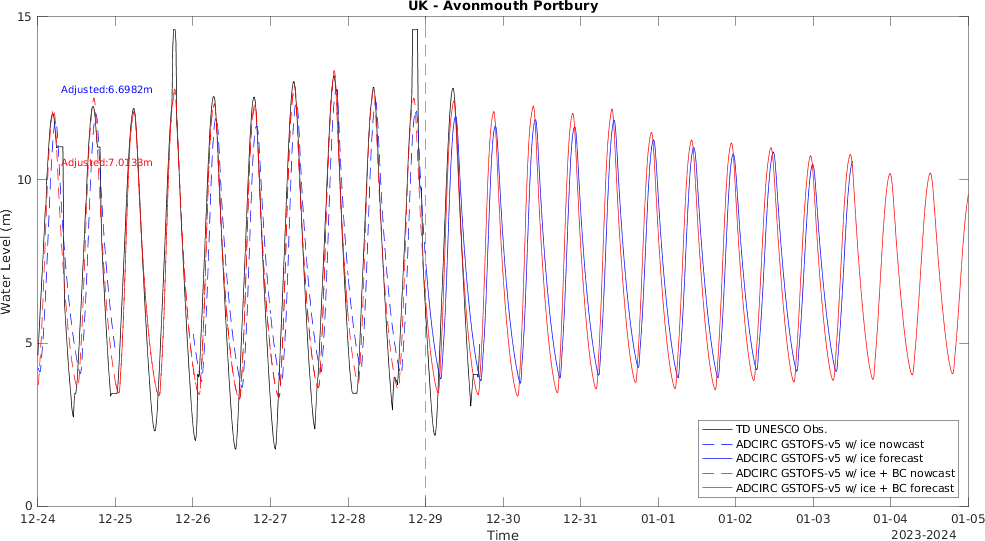 UK - Avonmouth Portbury
15
10
5
0
Water Level (m)
Adjusted:6.6982m
Adjusted:7.0133m
TD UNESCO Obs.
ADCIRC GSTOFS-v5 w/ ice nowcast
ADCIRC GSTOFS-v5 w/ ice forecast
ADCIRC GSTOFS-v5 w/ ice + BC nowcast
ADCIRC GSTOFS-v5 w/ ice + BC forecast
12-24 12-25 12-26 12-27 12-28 12-29 12-30 12-31 01-01 01-02 01-03 01-04 01-05
Time
2023-2024